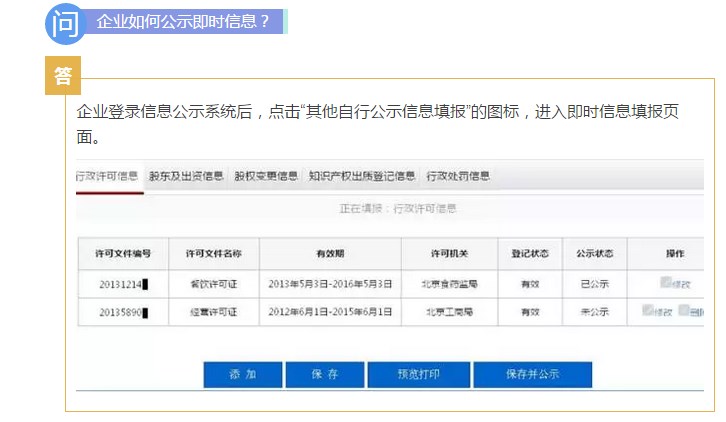 问 企业如何公示即时信息？
答
企业登录信息公示系统后，点击“其他自行公示信息填报”的图标，进入即时信息填报页
面。
行政许可信息 股东及出资信息 股权变更信息 知识产权出质登记信息 行政处罚信息
正在填报：行政许可信息
许可文件编号 许可文件名称 有效期 许可机关 登记状态 公示状态 操作
20131214 餐饮许可证 2013年5月3日-2016年5月3日 北京食药监局 有效 已公示 修改
20135890 经营许可证 2012年6月1日-2015年6月1日 北京工商局 有效 未公示 修改 删
添 加 保 存 预览打印 保存并公示